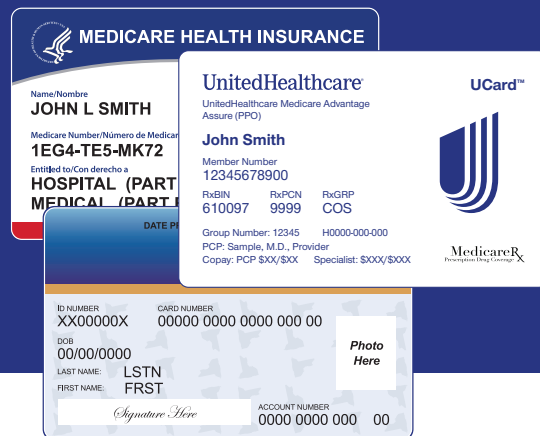 MEDICARE HEALTH INSURANCE
Name/Nombre
JOHN L SMITH
Medicare Number/Número de Medicar
1EG4-TE5-MK72
Entitled to/Con derecho a
HOSPITAL (PART
MEDICAL (PART
UnitedHealthcare®
UCard™
UnitedHealthcare Medicare Advantage
Assure (PPO)
John Smith
Member Number
12345678900
RxBIN RxPCN RxGRP
610097 9999 COS
Group Number: 12345 H0000-000-000
PCP: Sample, M.D., Provider
Copay: PCP $XX/$XX Specialist: $XXX/$XXX
MedicareRx
Prescription Drug Coverage
DATE
ID NUMBER CARD NUMBER
XX00000X 00000 0000 0000 000 00
DOB
00/00/0000
LAST NAME: LSTN
FIRST NAME: FRST
Photo
Here
Signature Here
ACCOUNT NUMBER
0000 0000 000 00